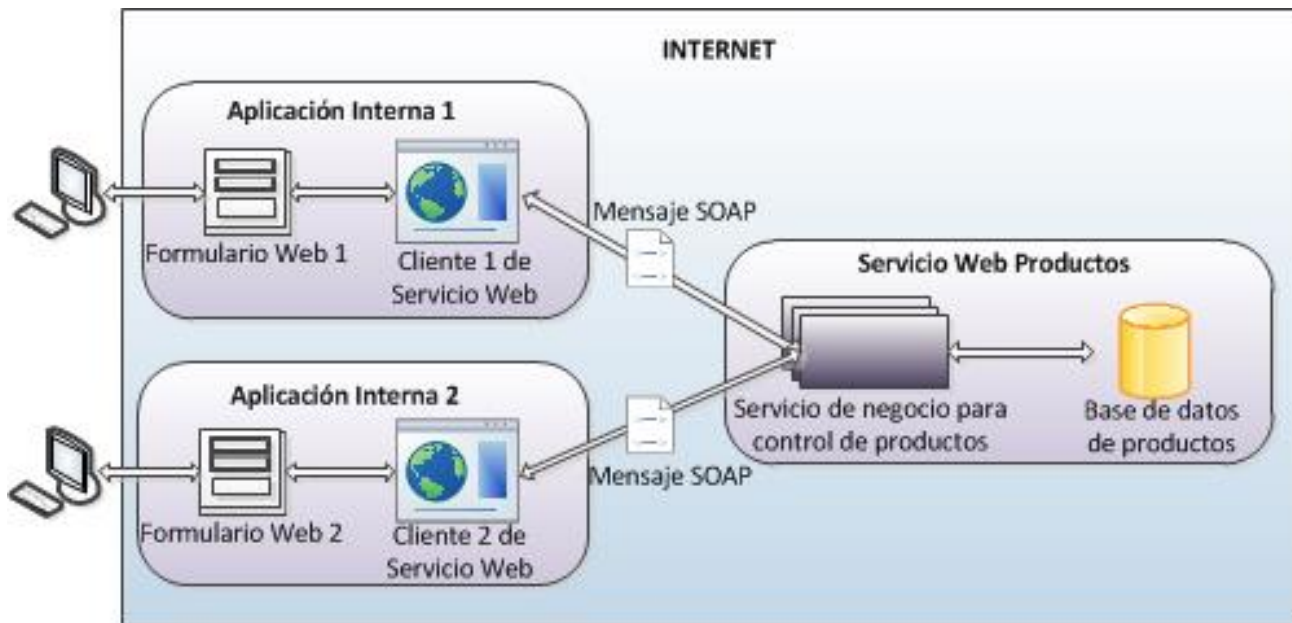 INTERNET
Aplicación Interna 1
Formulario Web 1
Cliente 1 de
Servicio Web
Mensaje SOAP
Servicio Web Productos
Servicio de negocio para
control de productos
Base de datos
de productos
Aplicación Interna 2
Formulario Web 2
Cliente 2 de
Servicio Web
Mensaje SOAP